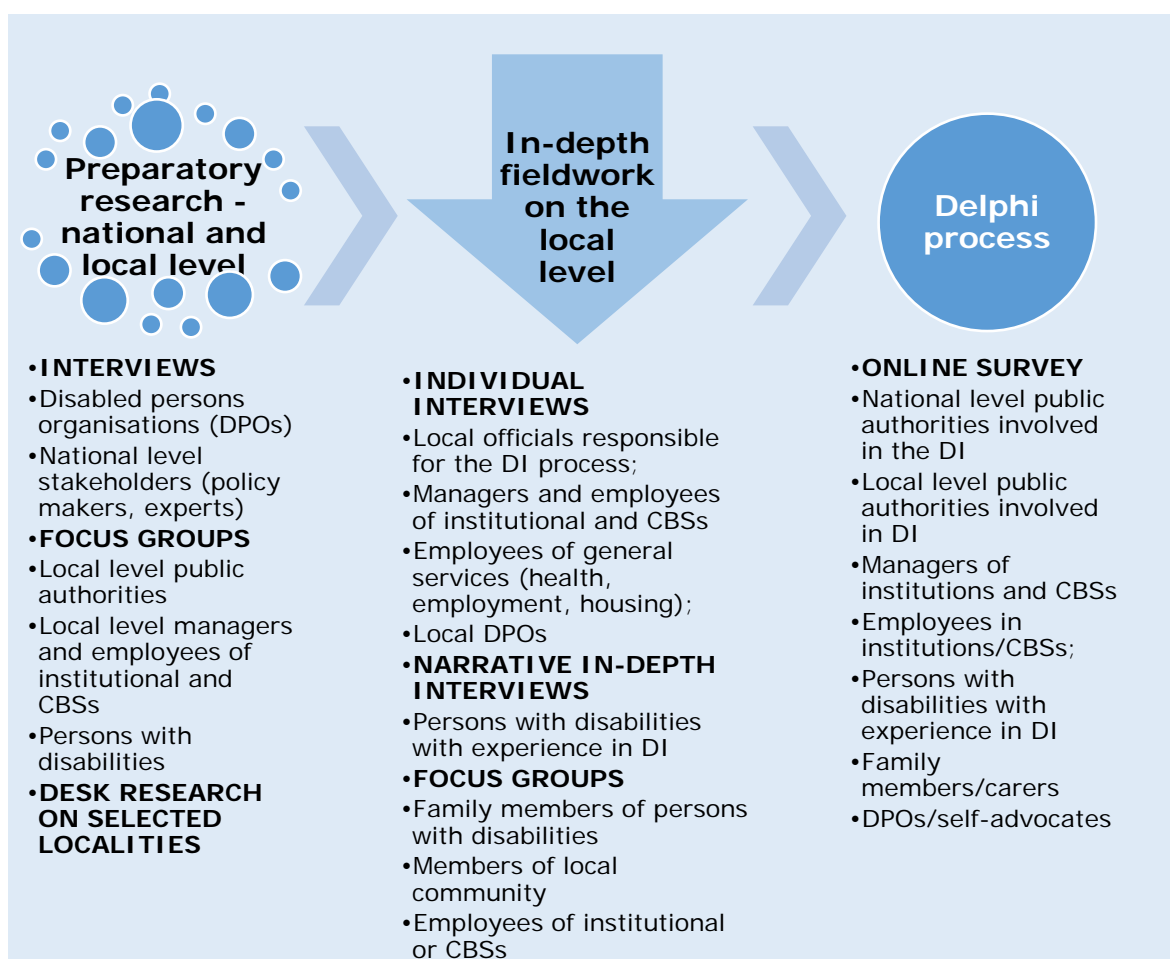 Preparatory
research -
national and
local level
•INTERVIEWS
•Disabled persons
organisations (DPOs)
•National level
stakeholders (policy
makers, experts)
•FOCUS GROUPS
•Local level public
authorities
•Local level managers
and employees of
institutional and
CBSs
•Persons with
disabilities
•DESK RESEARCH
ON SELECTED
LOCALITIES
In-depth
fieldwork
on the
local
level
•INDIVIDUAL
INTERVIEWS
•Local officials responsible
for the DI process;
•Managers and employees
of institutional and CBSs
•Employees of general
services (health,
employment, housing);
•Local DPOs
•NARRATIVE IN-DEPTH
INTERVIEWS
•Persons with disabilities
with experience in DI
•FOCUS GROUPS
•Family members of persons
with disabilities
•Members of local
community
•Employees of institutional
or CBSs
Delphi
process
•ONLINE SURVEY
•National level public
authorities involved
in the DI
•Local level public
authorities involved
in DI
•Managers of
institutions and CBSs
•Employees in
institutions/CBSs;
•Persons with
disabilities with
experience in DI
•Family
members/carers
•DPOs/self-advocates